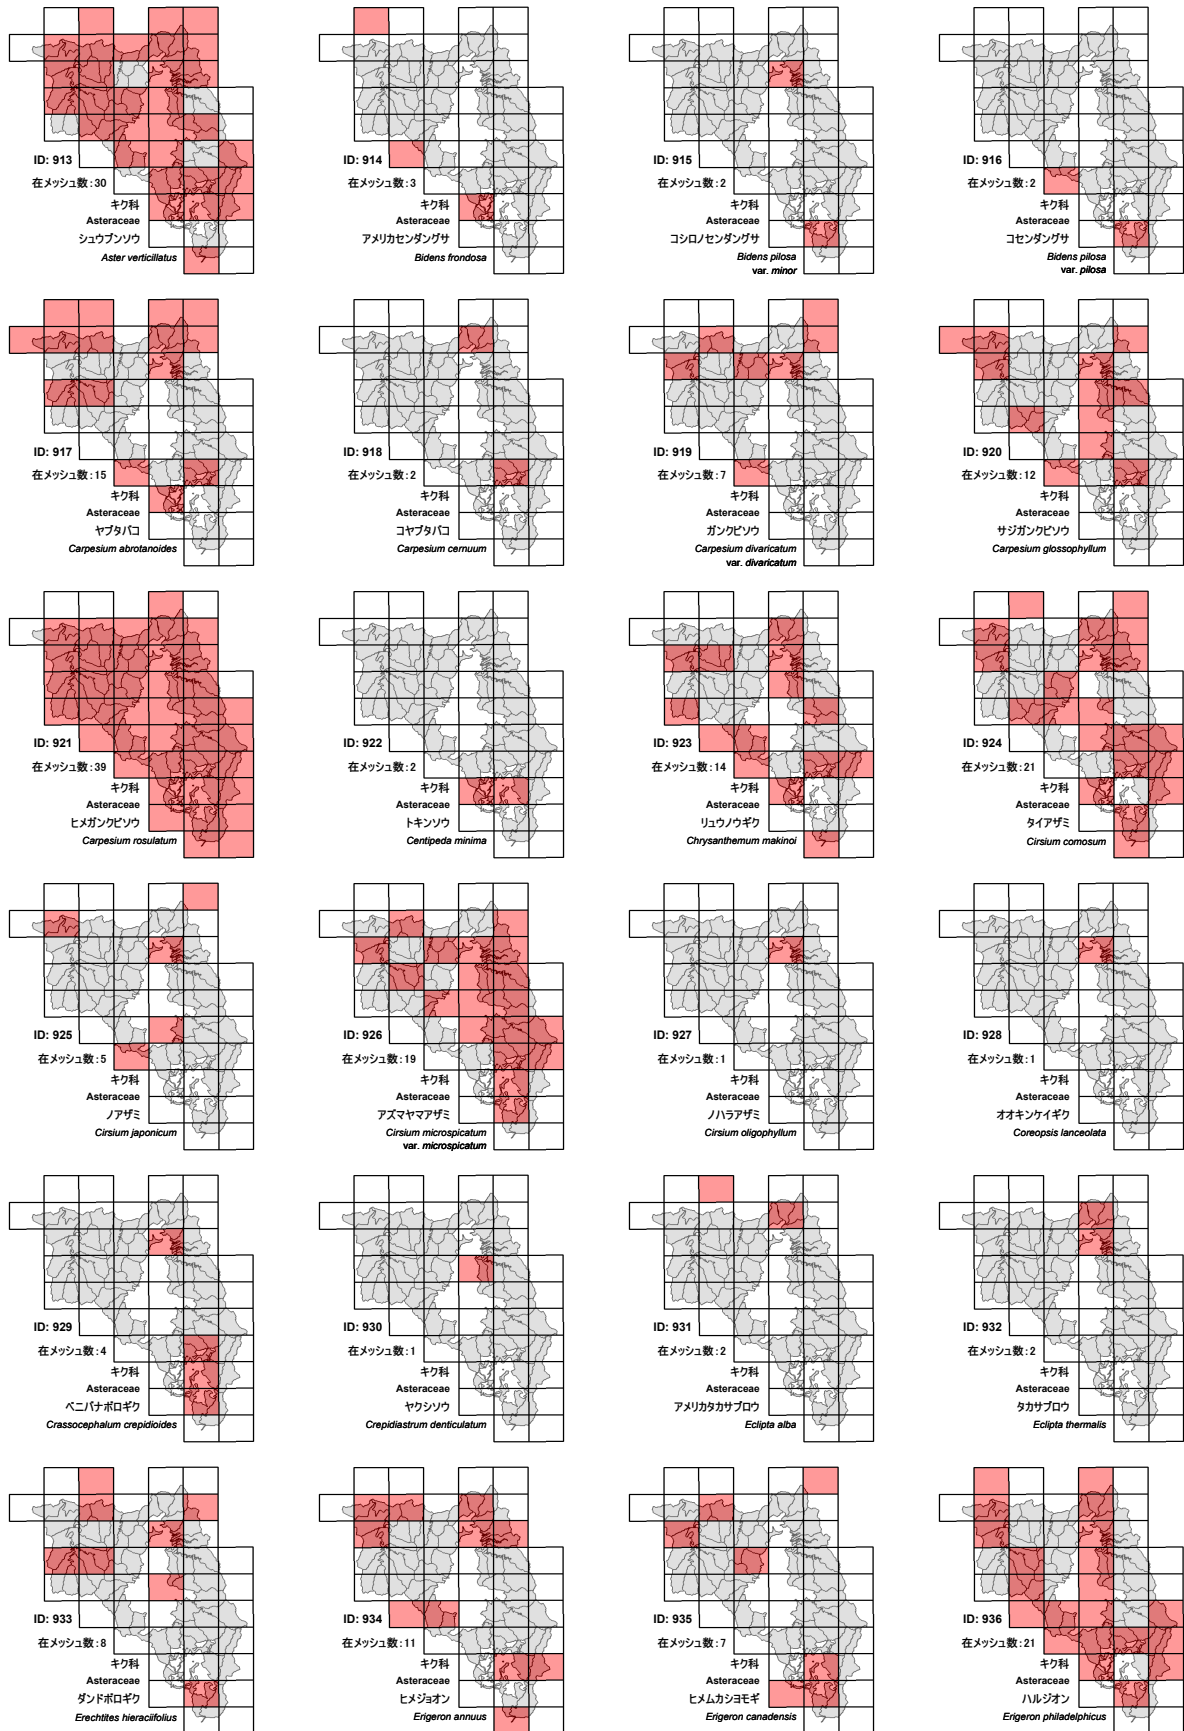 ID: 913
在メッシュ数:30
キク科
Asteraceae
シュウブンソウ
Aster verticillatus
ID: 914
在メッシュ数:3
キク科
Asteraceae
アメリカセンダングサ
Bidens frondosa
ID: 915
在メッシュ数:2
キク科
Asteraceae
コシロノセンダングサ
Bidens pilosa
var. minor
ID: 916
在メッシュ数:2
キク科
Asteraceae
コセンダングサ
Bidens pilosa
var. pilosa
ID: 917
在メッシュ数:15
キク科
Asteraceae
ヤブタバコ
Carpesium abrotanoides
ID: 918
在メッシュ数:2
キク科
Asteraceae
コヤブタバコ
Carpesium cernuum
ID: 919
在メッシュ数:7
キク科
Asteraceae
ガンクビソウ
Carpesium divaricatum
var. divaricatum
ID: 920
在メッシュ数:12
キク科
Asteraceae
サジガンクビソウ
Carpesium glossophyllum
ID: 921
在メッシュ数:39
キク科
Asteraceae
ヒメガンクビソウ
Carpesium rosulatum
ID: 922
在メッシュ数:2
キク科
Asteraceae
トキンソウ
Centipeda minima
ID: 923
在メッシュ数:14
キク科
Asteraceae
リュウノウギク
Chrysanthemum makinoi
ID: 924
在メッシュ数:21
キク科
Asteraceae
タイアザミ
Cirsium comosum
ID: 925
在メッシュ数:5
キク科
Asteraceae
ノアザミ
Cirsium japonicum
ID: 926
在メッシュ数:19
キク科
Asteraceae
アズマヤマアザミ
Cirsium microspicatum
var. microspicatum
ID: 927
在メッシュ数:1
キク科
Asteraceae
ノハラアザミ
Cirsium oligophyllum
ID: 928
在メッシュ数:1
キク科
Asteraceae
オオキンケイギク
Coreopsis lanceolata
ID: 929
在メッシュ数:4
キク科
Asteraceae
ベニバナボロギク
Crassocephalum crepidioides
ID: 930
在メッシュ数:1
キク科
Asteraceae
ヤクシソウ
Crepidiastrum denticulatum
ID: 931
在メッシュ数:2
キク科
Asteraceae
アメリカタカサブロウ
Eclipta alba
ID: 932
在メッシュ数:2
キク科
Asteraceae
タカサブロウ
Eclipta thermalis
ID: 933
在メッシュ数:8
キク科
Asteraceae
ダンドボロギク
Erechtites hieraciifolius
ID: 934
在メッシュ数:11
キク科
Asteraceae
ヒメジョオン
Erigeron annuus
ID: 935
在メッシュ数:7
キク科
Asteraceae
ヒメムカシヨモギ
Erigeron canadensis
ID: 936
在メッシュ数:21
キク科
Asteraceae
ハルジオン
Erigeron philadelphicus